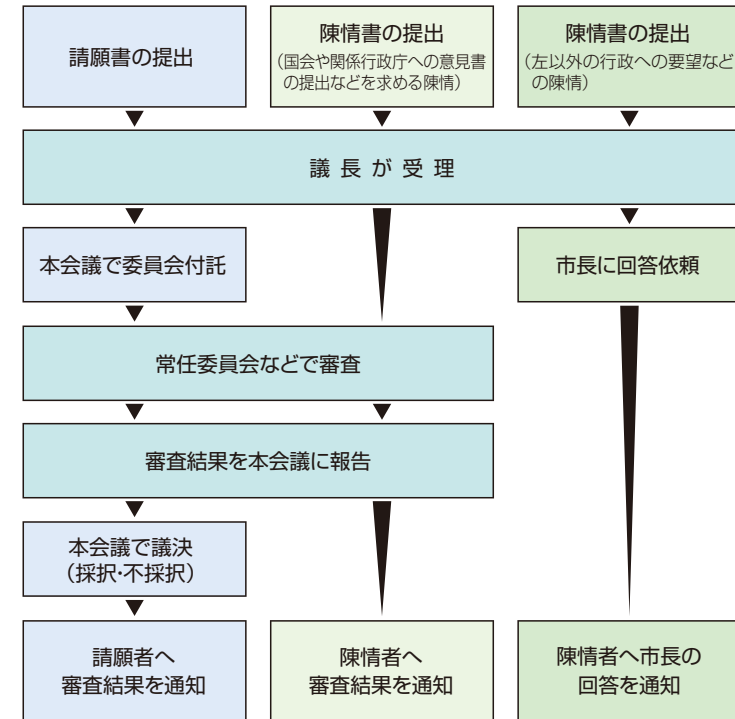 請願書の提出
陳情書の提出
（国会や関係行政庁への意見書
の提出などを求める陳情）
陳情書の提出
（左以外の行政への要望など
の陳情）
議長が受理
本会議で委員会付託
市長に回答依頼
常任委員会などで審査
審査結果を本会議に報告
本会議で議決
（採択・不採択）
請願者へ
審査結果を通知
陳情者へ
審査結果を通知
陳情者へ市長の
回答を通知